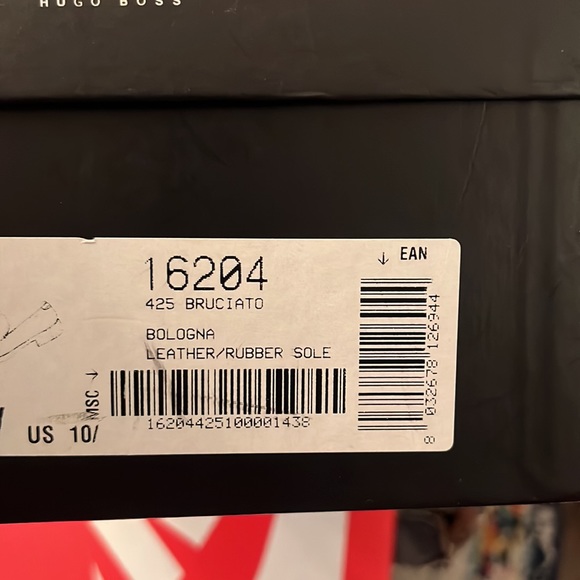 HUGO BOSS
16204
425 BRUCIATO
BOLOGNA
LEATHER/RUBBER SOLE
MSC
16204425100001438
US 10/
EAN
8 032678 126944